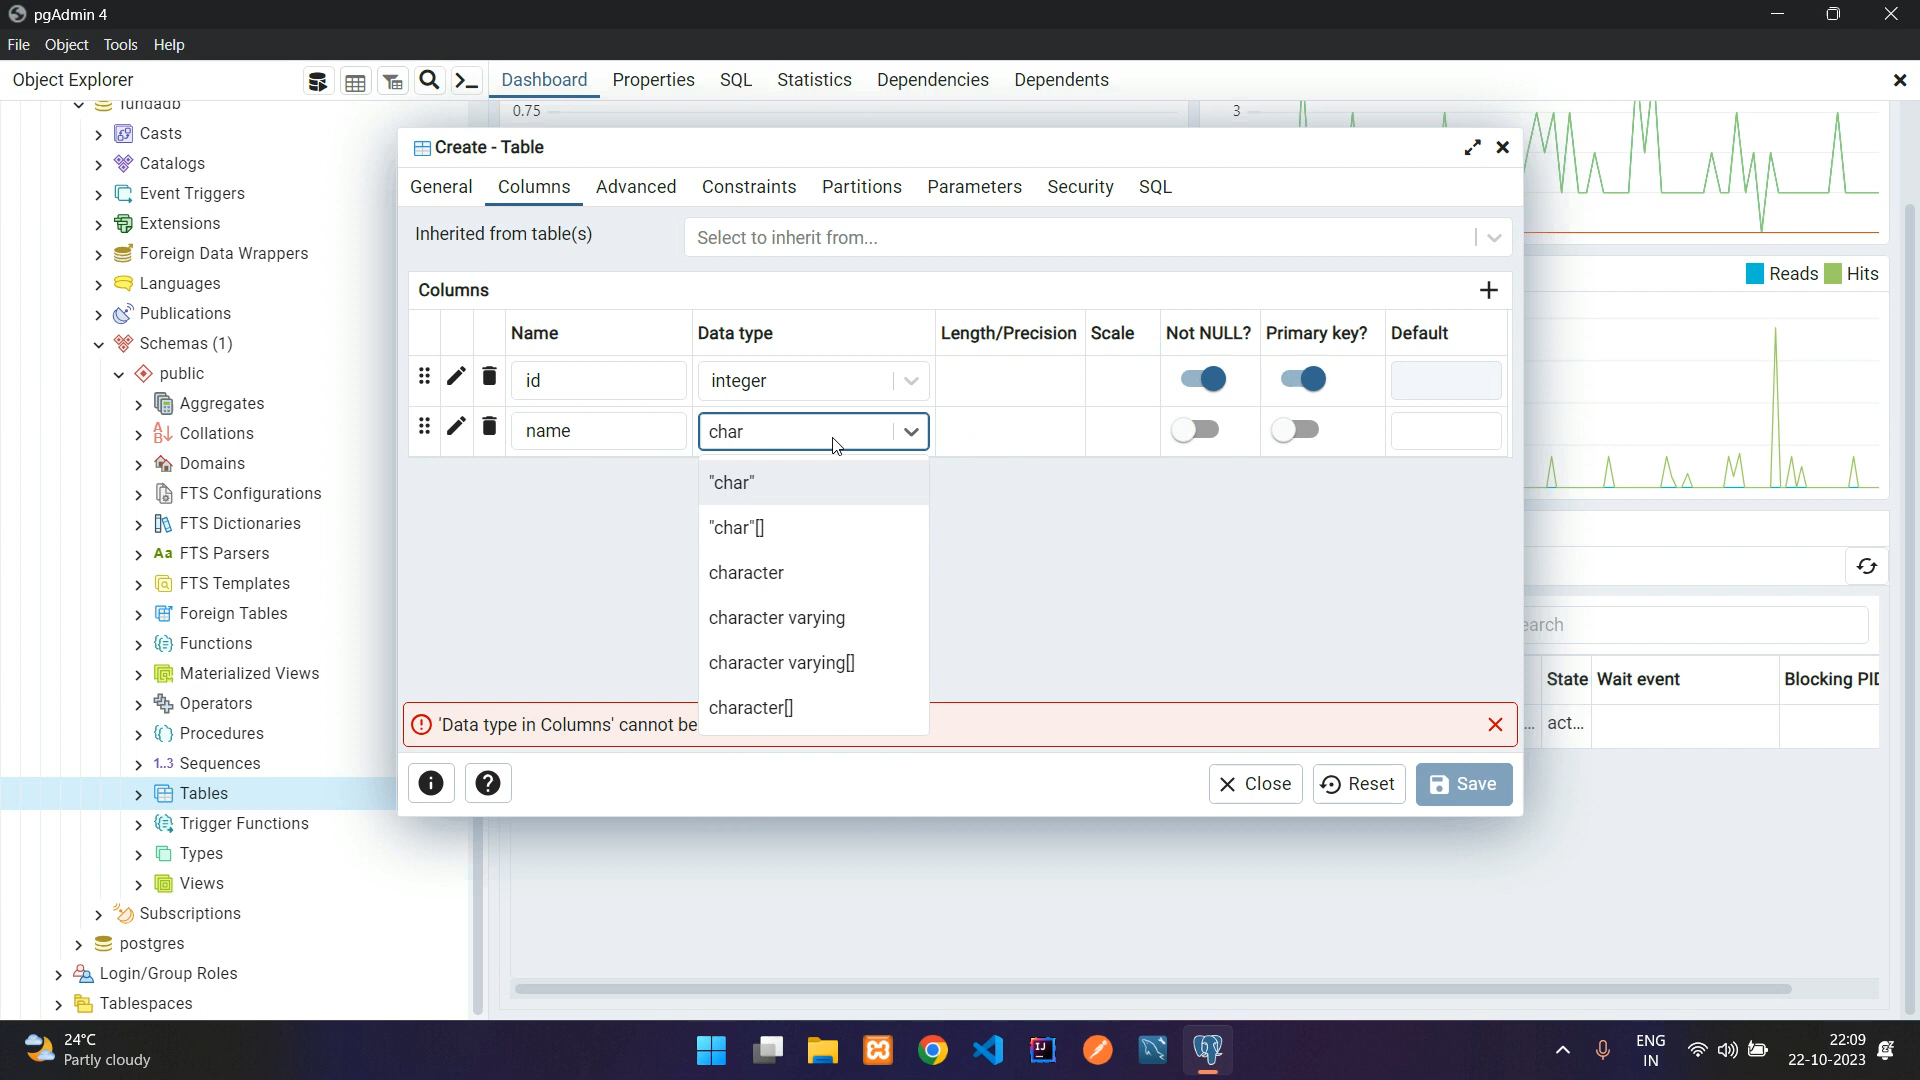 pgAdmin 4
File Object Tools Help
Object Explorer
Dashboard Properties SQL Statistics Dependencies Dependents
fundadb
Casts
Catalogs
Event Triggers
Extensions
Foreign Data Wrappers
Languages
Publications
Schemas (1)
public
Aggregates
Collations
Domains
FTS Configurations
FTS Dictionaries
FTS Parsers
FTS Templates
Foreign Tables
Functions
Materialized Views
Operators
Procedures
1..3 Sequences
Tables
Trigger Functions
Types
Views
Subscriptions
postgres
Login/Group Roles
Tablespaces
0.75
3
Create - Table
General Columns Advanced Constraints Partitions Parameters Security SQL
Inherited from table(s)
Select to inherit from...
Columns
Name Data type Length/Precision Scale Not NULL? Primary key? Default
id integer
name char
"char"
"char"[]
character
character varying
character varying[]
character[]
'Data type in Columns' cannot be
Close Reset Save
Reads Hits
earch
State Wait event Blocking PI
... act...
24°C
Partly cloudy
ENG
IN
22:09
22-10-2023